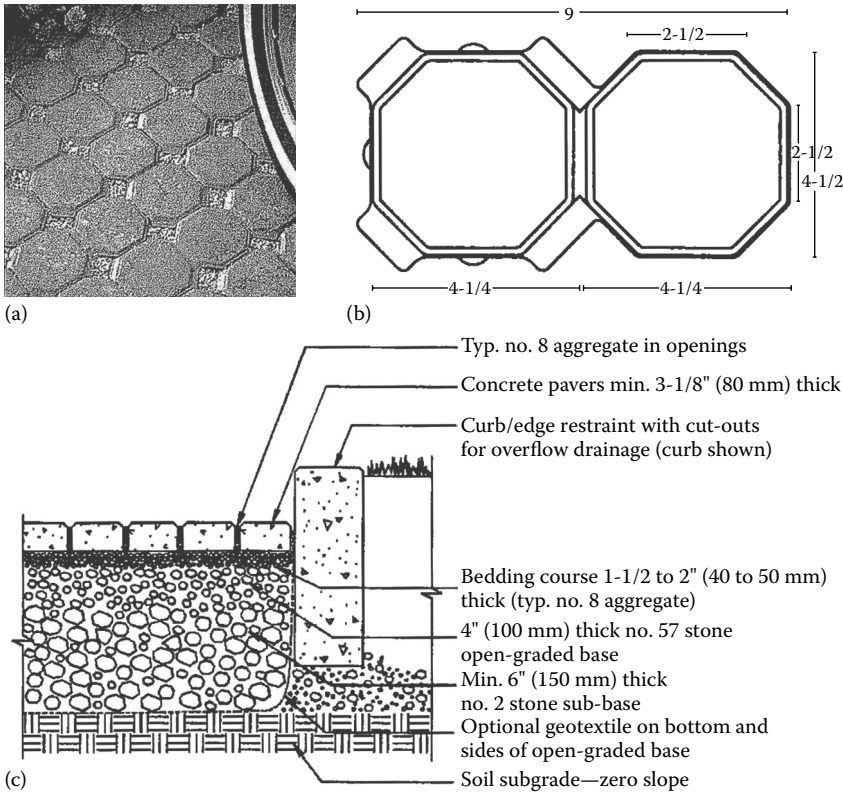 (a)
(b)
9
2-1/2
2-1/2
4-1/2
4-1/4
4-1/4
Typ. no. 8 aggregate in openings
Concrete pavers min. 3-1/8" (80 mm) thick
Curb/edge restraint with cut-outs
for overflow drainage (curb shown)
Bedding course 1-1/2 to 2" (40 to 50 mm)
thick (typ. no. 8 aggregate)
4" (100 mm) thick no. 57 stone
open-graded base
Min. 6" (150 mm) thick
no. 2 stone sub-base
Optional geotextile on bottom and
sides of open-graded base
Soil subgrade—zero slope
(c)